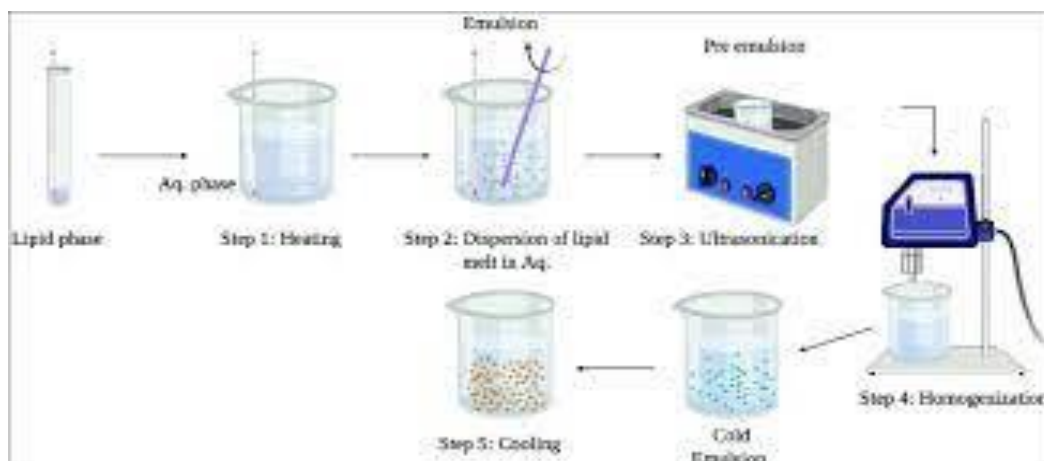 Emulsion
Pre emulsion
Aq. phase
Lipid phase
Step 1: Heating
Step 2: Dispersion of lipid
melt in Aq.
Step 3: Ultrasonication
Step 4: Homogenization
Step 5: Cooling
Cold
Emulsion